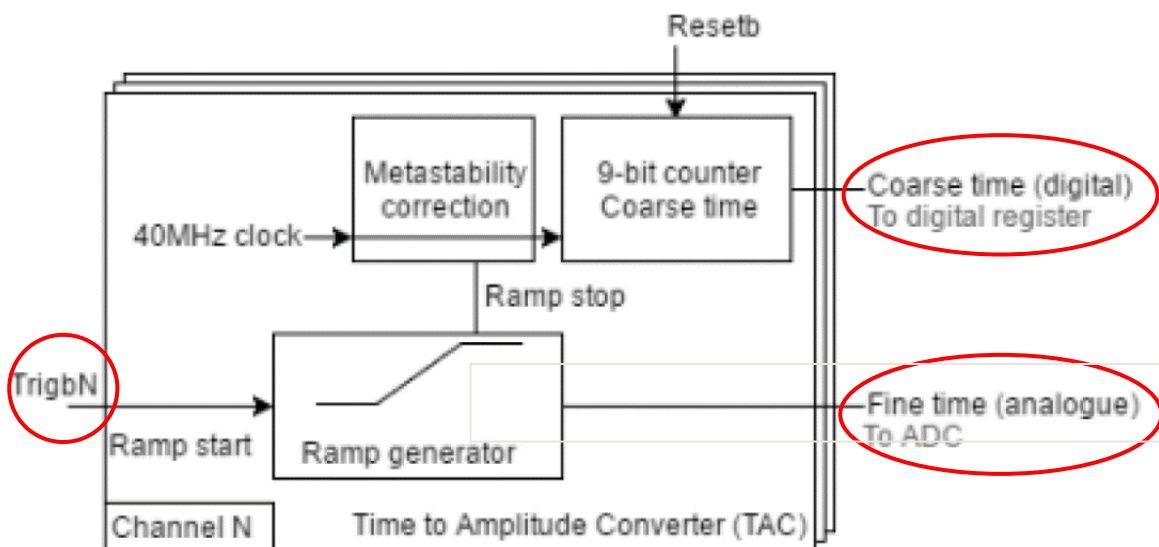 Resetb
Metastability
correction
9-bit counter
Coarse time
Coarse time (digital)
To digital register
40MHz clock
Ramp stop
TrigbN
Ramp start
Ramp generator
Fine time (analogue)
To ADC
Channel N
Time to Amplitude Converter (TAC)